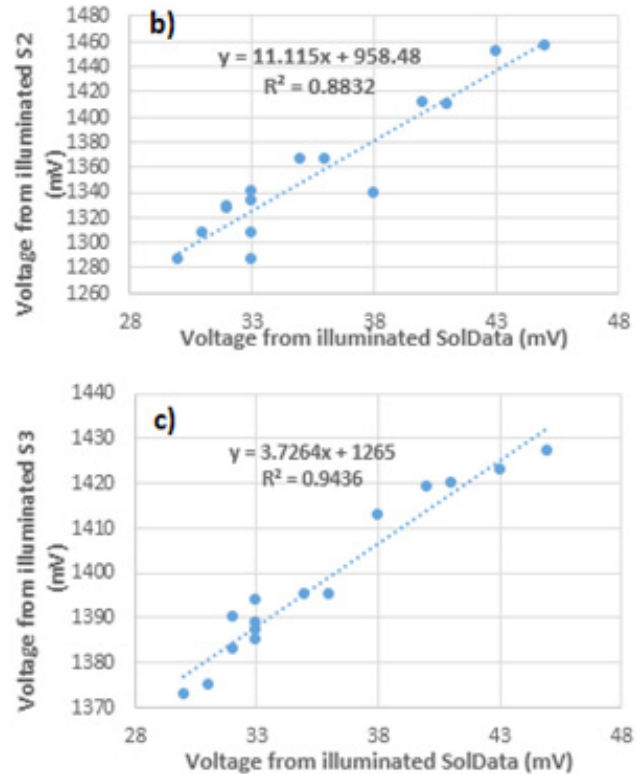 b)
y = 11.115x + 958.48
R² = 0.8832
Voltage from illuminated S2
(mV)
1480
1460
1440
1420
1400
1380
1360
1340
1320
1300
1280
1260
28 33 38 43 48
Voltage from illuminated SolData (mV)
c)
y = 3.7264x + 1265
R² = 0.9436
Voltage from illuminated S3
(mV)
1440
1430
1420
1410
1400
1390
1380
1370
28 33 38 43 48
Voltage from illuminated SolData (mV)